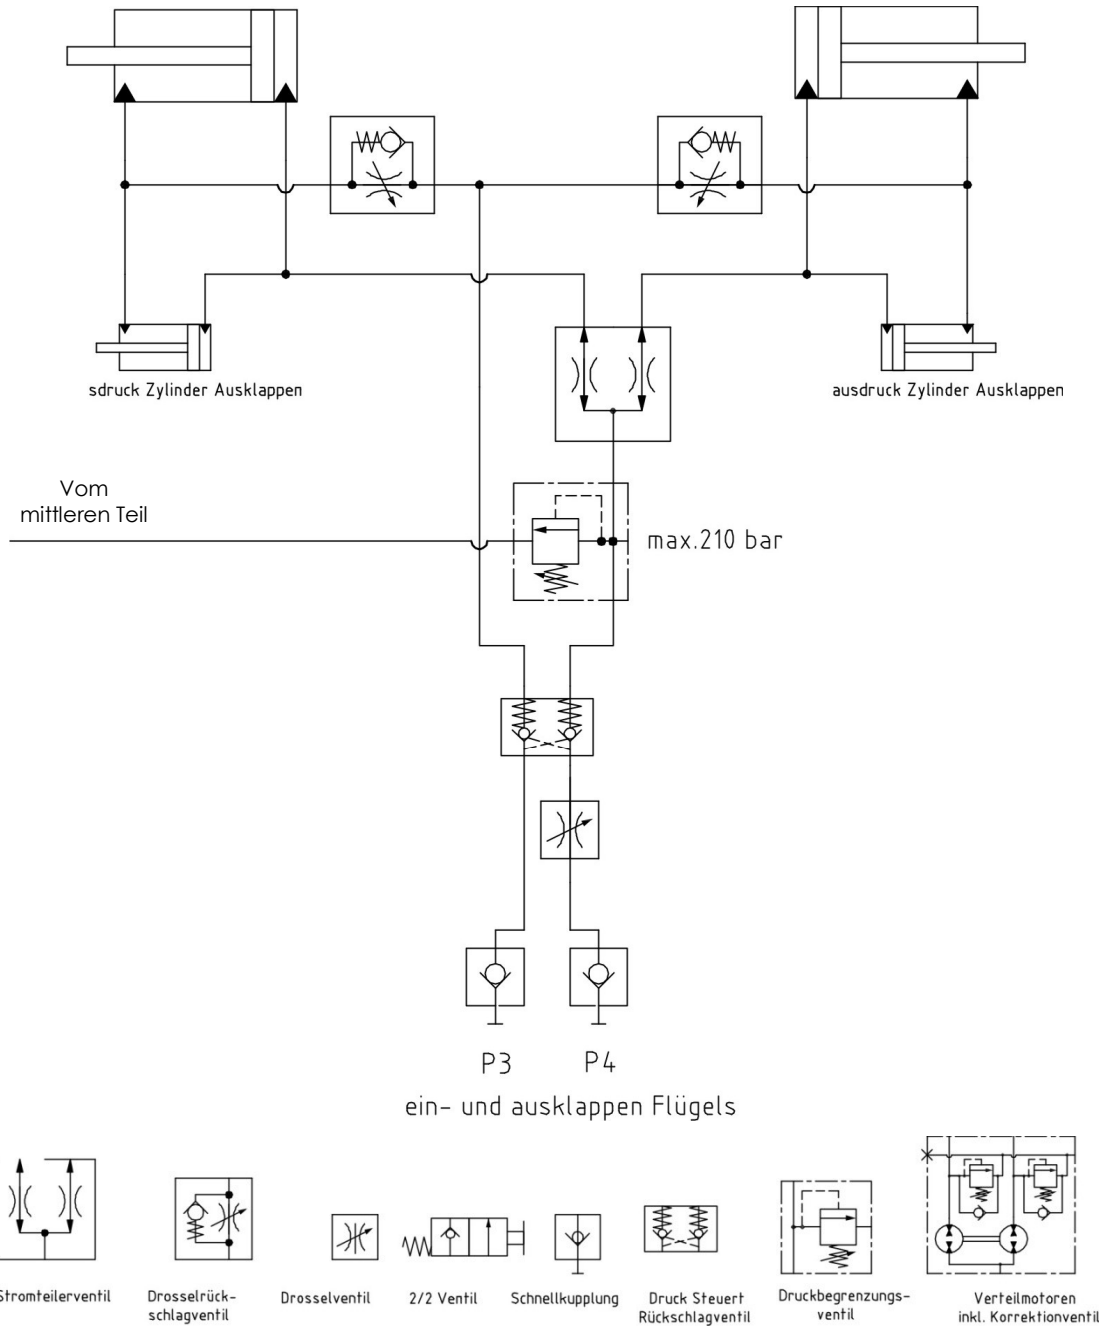 sdruck Zylinder Ausklappen
ausdruck Zylinder Ausklappen
Vom
mittleren Teil
max.210 bar
P3
P4
ein- und ausklappen Flügels
Stromteilerventil
Drosselrück-
schlagventil
Drosselventil
2/2 Ventil
Schnellkupplung
Druck Steuert
Rückschlagventil
Druckbegrenzungs-
ventil
Verteilmotoren
inkl. Korrektionventil